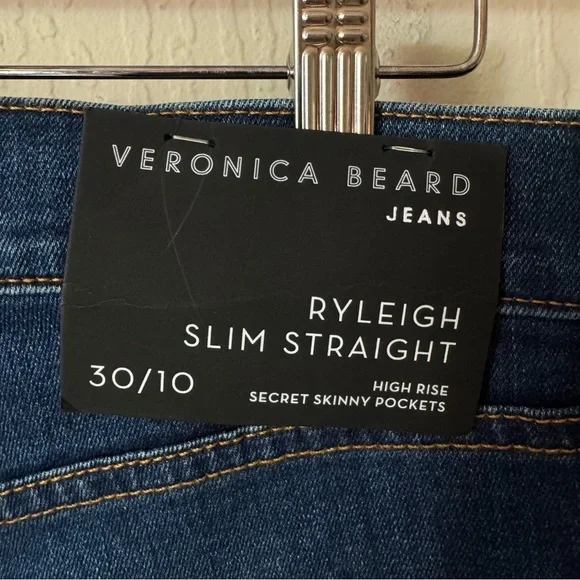 VERONICA BEARD
JEANS
RYLEIGH
SLIM STRAIGHT
30/10
HIGH RISE
SECRET SKINNY POCKETS